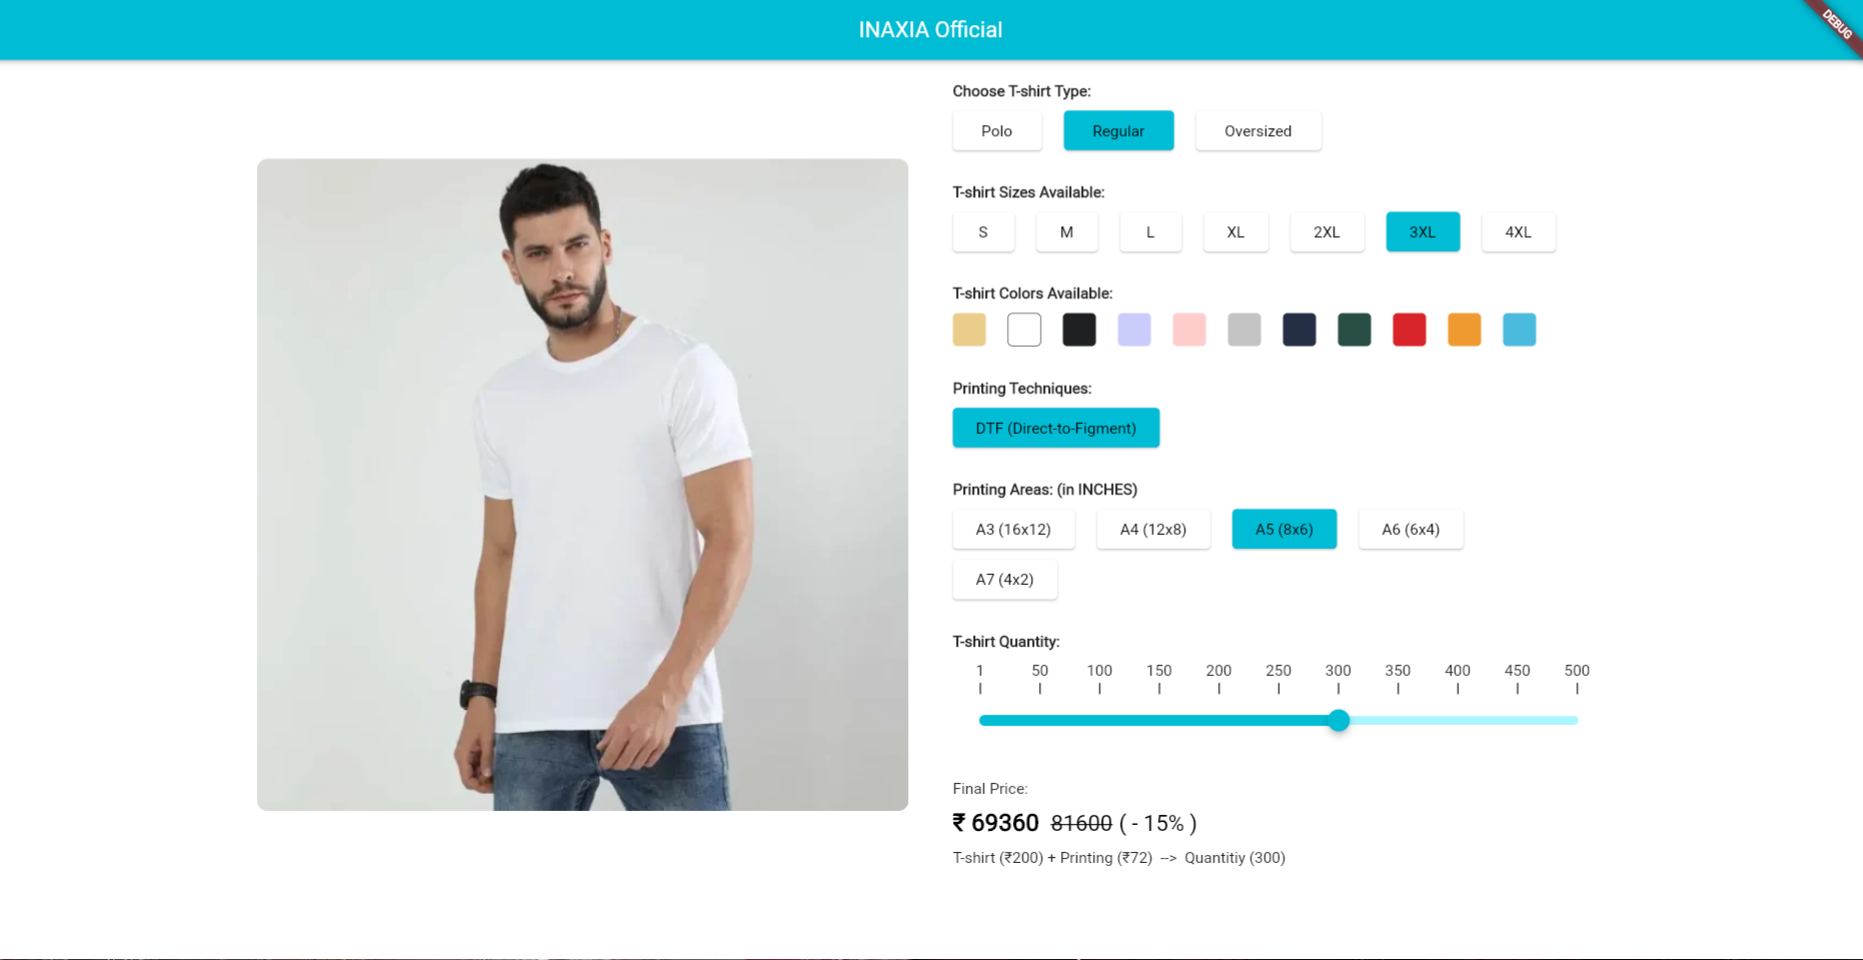 INAXIA Official
DEBUG
Choose T-shirt Type:
Polo Regular Oversized
T-shirt Sizes Available:
S M L XL 2XL 3XL 4XL
T-shirt Colors Available:
Printing Techniques:
DTF (Direct-to-Figment)
Printing Areas: (in INCHES)
A3 (16x12) A4 (12x8) A5 (8x6) A6 (6x4)
A7 (4x2)
T-shirt Quantity:
1 50 100 150 200 250 300 350 400 450 500
Final Price:
₹ 69360 81600 ( - 15% )
T-shirt (₹200) + Printing (₹72) --> Quantitiy (300)